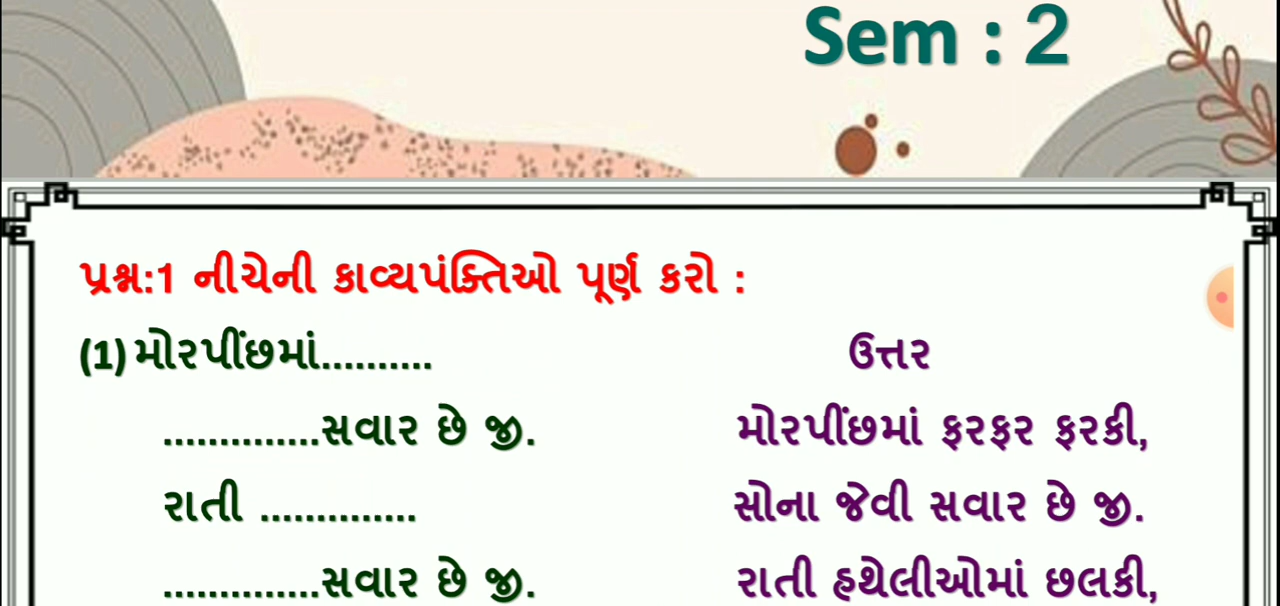 Sem : 2
પ્રશ્ન:1 નીચેની કાવ્યપંક્તિઓ પૂર્ણ કરો :
(1) મોરપીંછમાં.......... ઉત્તર
..............સવાર છે જી. મોરપીંછમાં ફરફર ફરકી,
રાતી .............. સોના જેવી સવાર છે જી.
..............સવાર છે જી. રાતી હથેલીઓમાં છલકી,